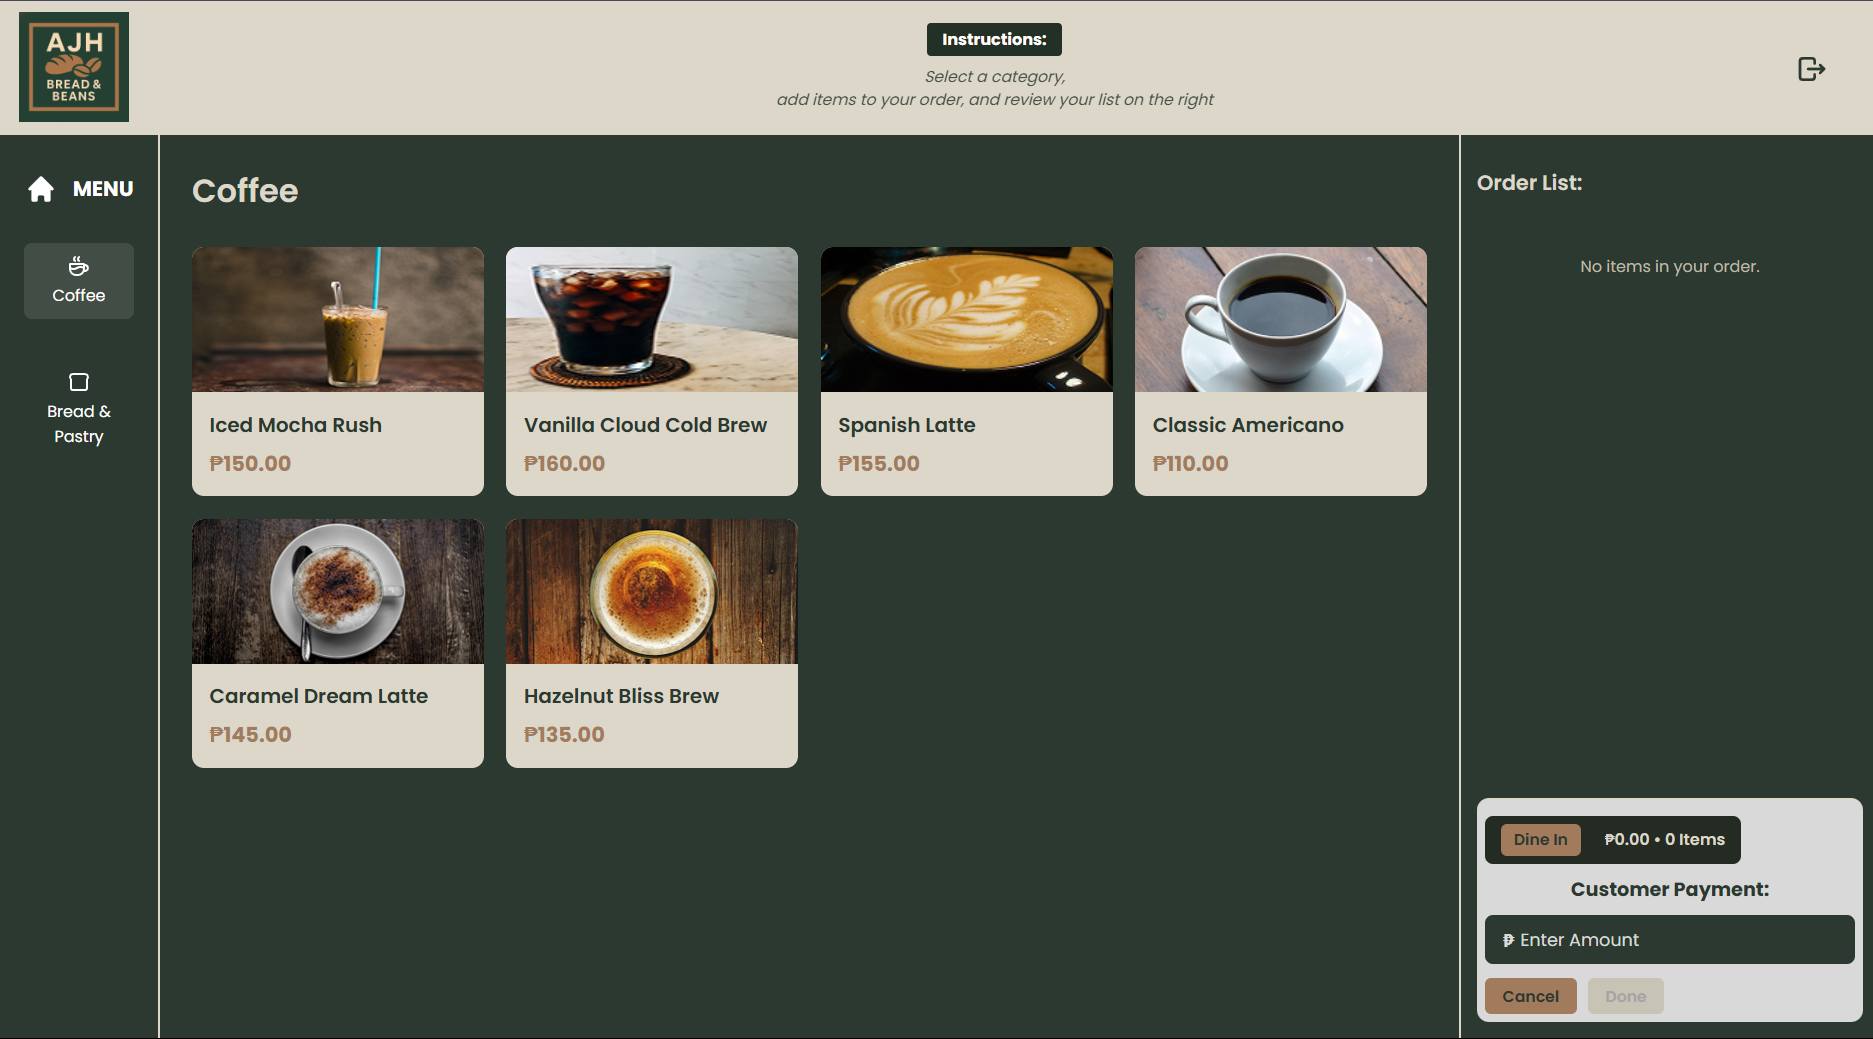 AJH
BREAD &
BEANS
Instructions:
Select a category,
add items to your order, and review your list on the right
MENU
Coffee
Bread &
Pastry
Coffee
Iced Mocha Rush
₱150.00
Vanilla Cloud Cold Brew
₱160.00
Spanish Latte
₱155.00
Classic Americano
₱110.00
Caramel Dream Latte
₱145.00
Hazelnut Bliss Brew
₱135.00
Order List:
No items in your order.
Dine In ₱0.00 • 0 Items
Customer Payment:
₱ Enter Amount
Cancel Done